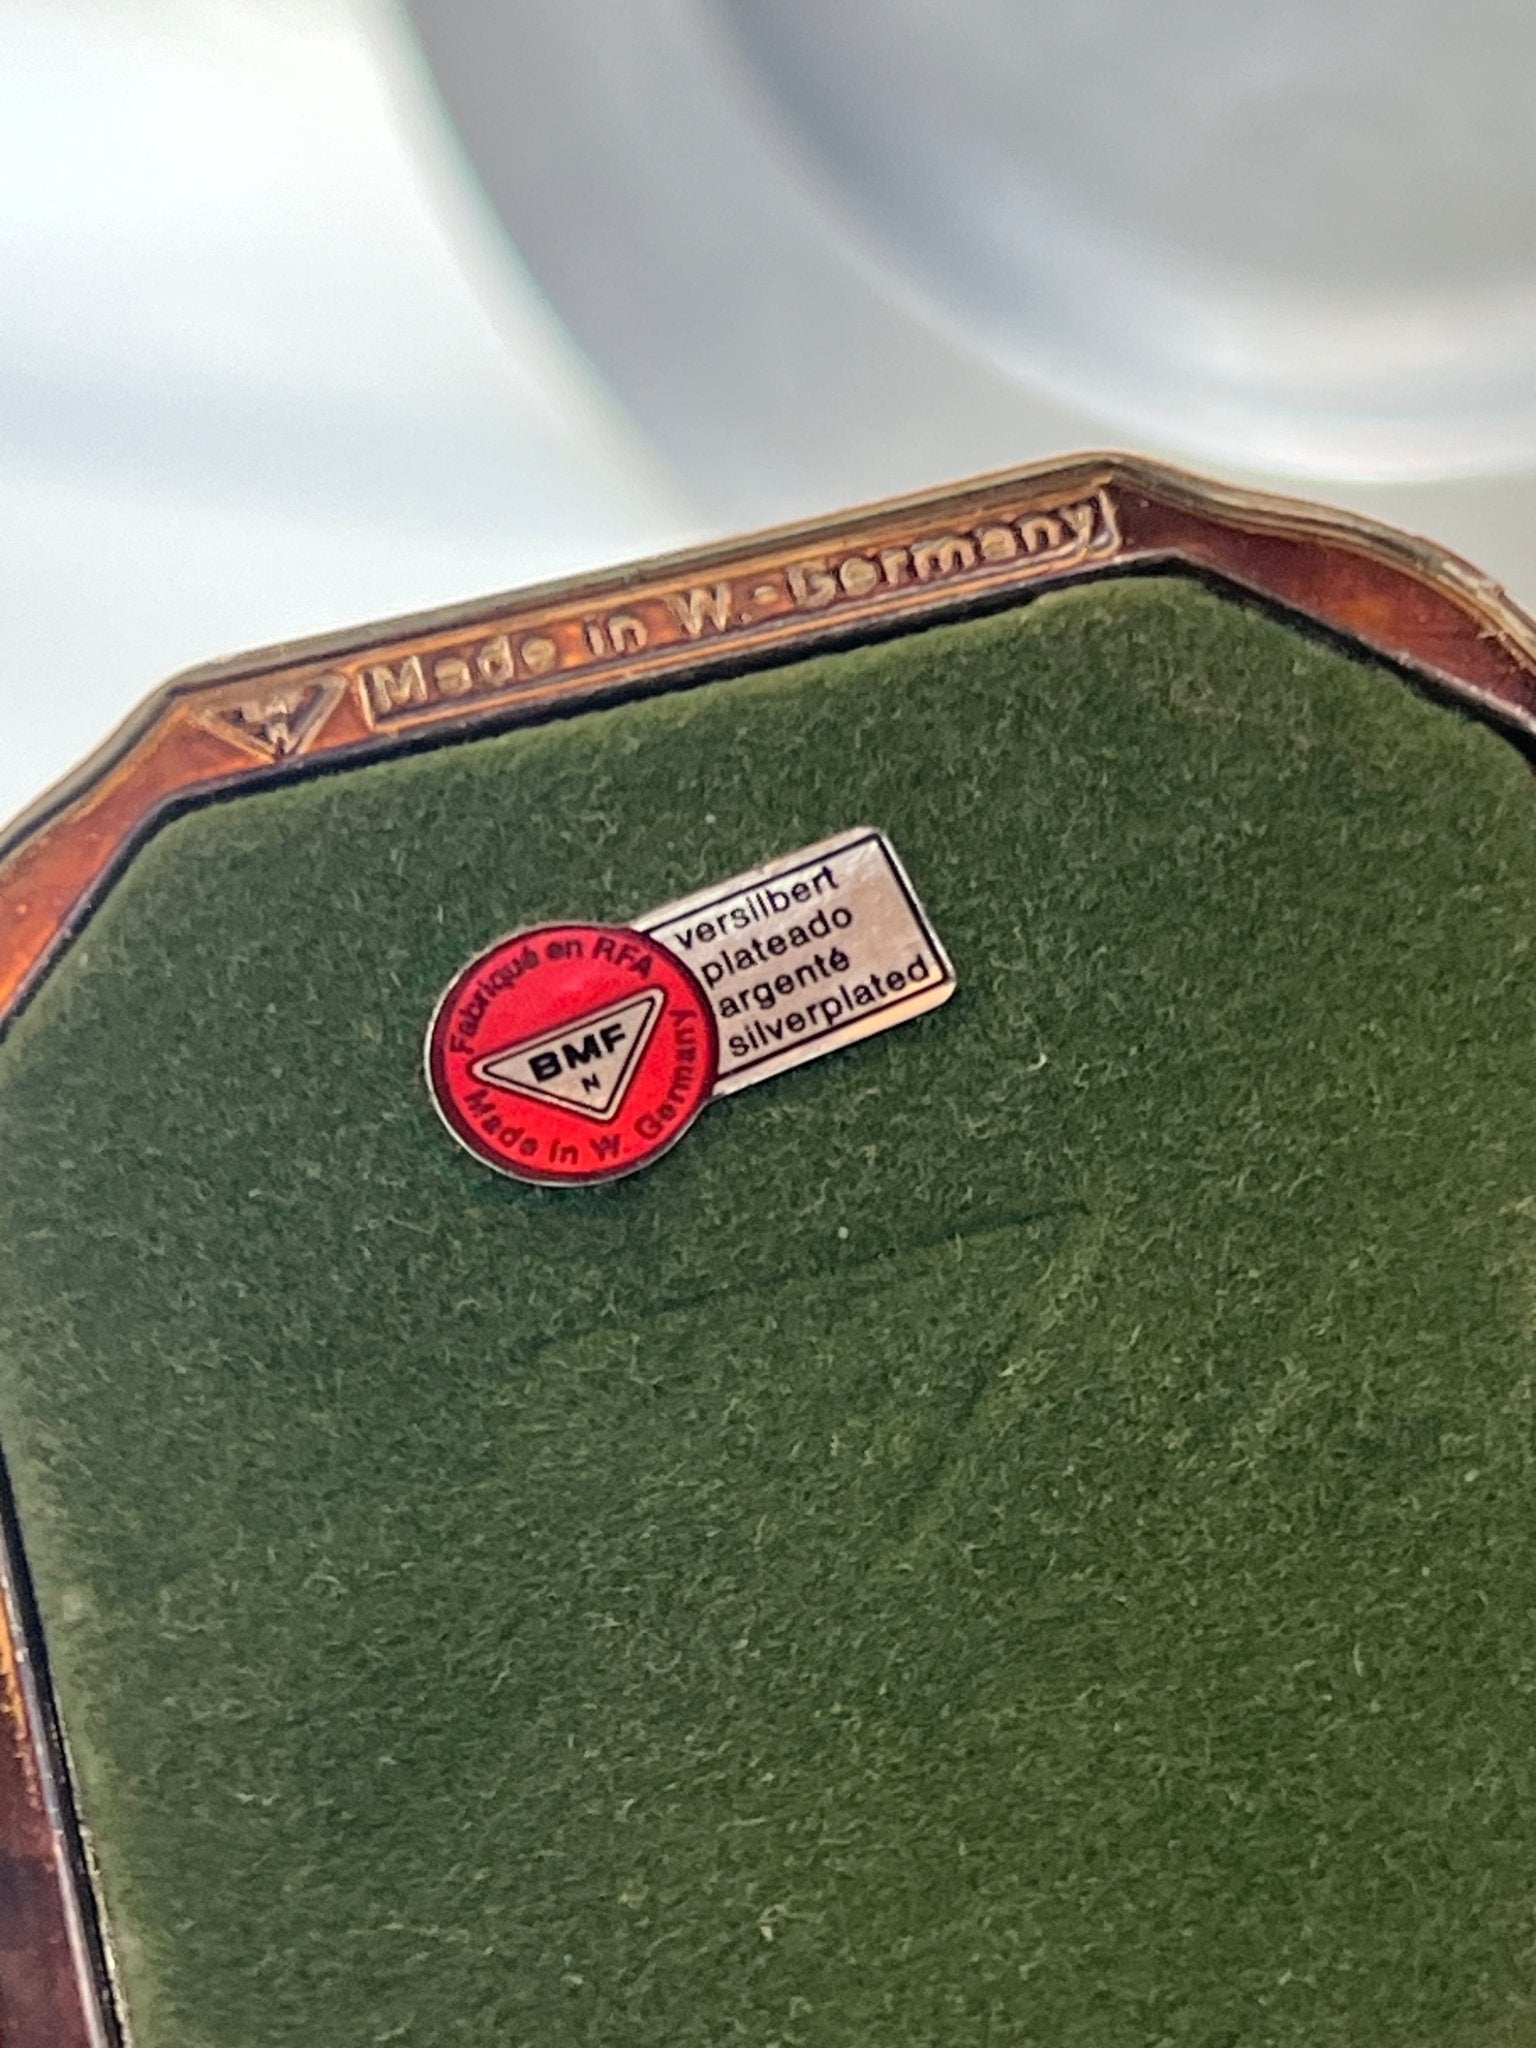 Made in W.-Germany
versilbert
plateado
argenté
silverplated
Fabriqué en RFA
BMF
N
Made in W. Germany